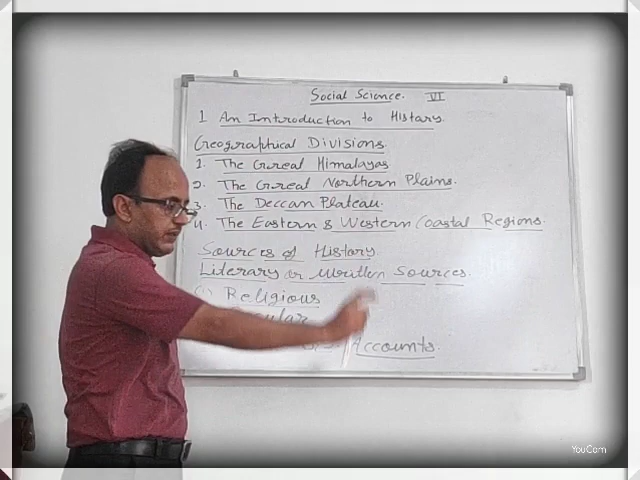 Social Science. VI
1 An Introduction to History.
Geographical Divisions.
1. The Great Himalayas
2. The Great Northern Plains.
3. The Deccan Plateau.
4. The Eastern & Western Coastal Regions.
Sources of History
Literary or written Sources.
(1) Religious
Accounts.
YouCam